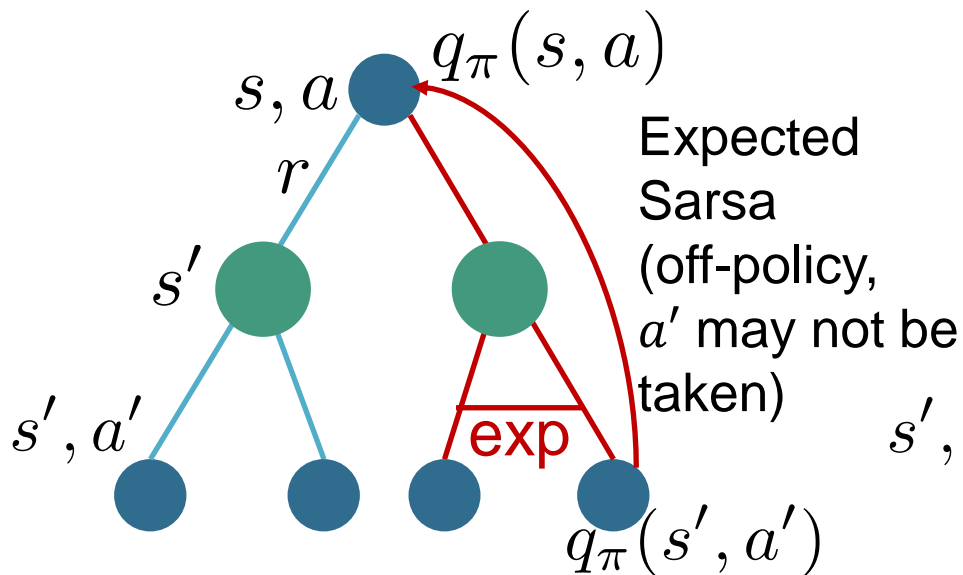 q_π(s, a)
s, a
r
Expected
Sarsa
(off-policy,
a′ may not be
taken)
s′
s′, a′
exp
s′,
q_π(s′, a′)